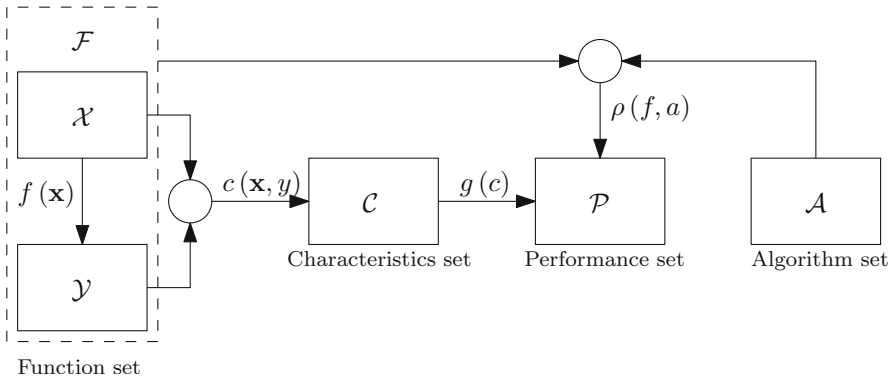 ℱ
𝒳
ρ (f, a)
f (x)
c (x, y)
g (c)
𝒞
𝒫
𝒜
Characteristics set
Performance set
Algorithm set
𝒴
Function set